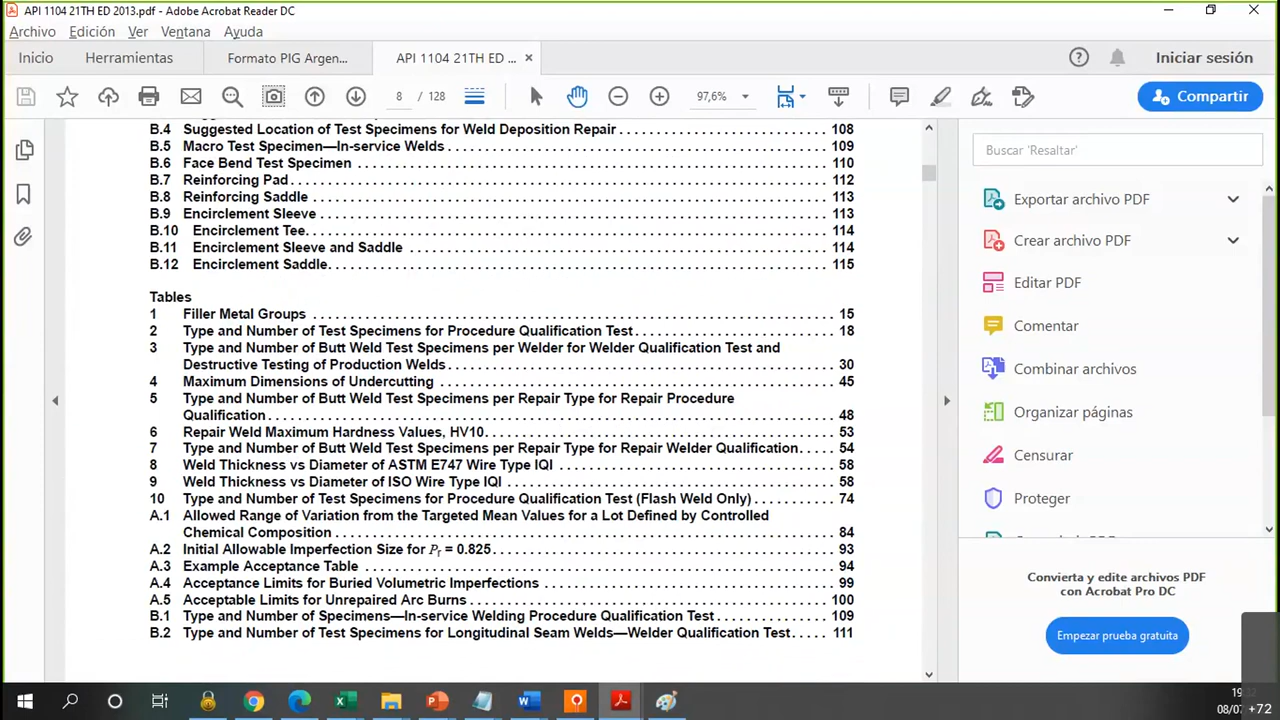 API 1104 21TH ED 2013.pdf - Adobe Acrobat Reader DC
Archivo Edición Ver Ventana Ayuda
Inicio Herramientas Formato PIG Argen... API 1104 21TH ED ... × Iniciar sesión
8 / 128 97,6% Compartir
B.4 Suggested Location of Test Specimens for Weld Deposition Repair 108
B.5 Macro Test Specimen—In-service Welds 109
B.6 Face Bend Test Specimen 110
B.7 Reinforcing Pad 112
B.8 Reinforcing Saddle 113
B.9 Encirclement Sleeve 113
B.10 Encirclement Tee. 114
B.11 Encirclement Sleeve and Saddle 114
B.12 Encirclement Saddle. 115
Tables
1 Filler Metal Groups 15
2 Type and Number of Test Specimens for Procedure Qualification Test 18
3 Type and Number of Butt Weld Test Specimens per Welder for Welder Qualification Test and
Destructive Testing of Production Welds 30
4 Maximum Dimensions of Undercutting 45
5 Type and Number of Butt Weld Test Specimens per Repair Type for Repair Procedure
Qualification 48
6 Repair Weld Maximum Hardness Values, HV10 53
7 Type and Number of Butt Weld Test Specimens per Repair Type for Repair Welder Qualification 54
8 Weld Thickness vs Diameter of ASTM E747 Wire Type IQI 58
9 Weld Thickness vs Diameter of ISO Wire Type IQI 58
10 Type and Number of Test Specimens for Procedure Qualification Test (Flash Weld Only) 74
A.1 Allowed Range of Variation from the Targeted Mean Values for a Lot Defined by Controlled
Chemical Composition 84
A.2 Initial Allowable Imperfection Size for Pr = 0.825 93
A.3 Example Acceptance Table 94
A.4 Acceptance Limits for Buried Volumetric Imperfections 99
A.5 Acceptable Limits for Unrepaired Arc Burns 100
B.1 Type and Number of Specimens—In-service Welding Procedure Qualification Test 109
B.2 Type and Number of Test Specimens for Longitudinal Seam Welds—Welder Qualification Test 111
Buscar 'Resaltar'
Exportar archivo PDF
Crear archivo PDF
Editar PDF
Comentar
Combinar archivos
Organizar páginas
Censurar
Proteger
Convierta y edite archivos PDF
con Acrobat Pro DC
Empezar prueba gratuita
+72